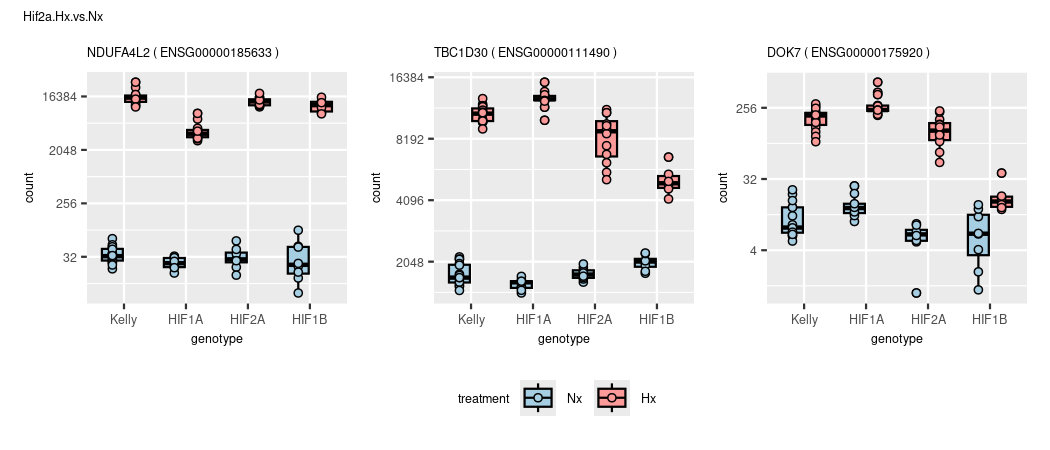 Hif2a.Hx.vs.Nx
NDUFA4L2 ( ENSG00000185633 )
count
16384
2048
256
32
Kelly HIF1A HIF2A HIF1B
genotype
TBC1D30 ( ENSG00000111490 )
count
16384
8192
4096
2048
Kelly HIF1A HIF2A HIF1B
genotype
DOK7 ( ENSG00000175920 )
count
256
32
4
Kelly HIF1A HIF2A HIF1B
genotype
treatment Nx Hx